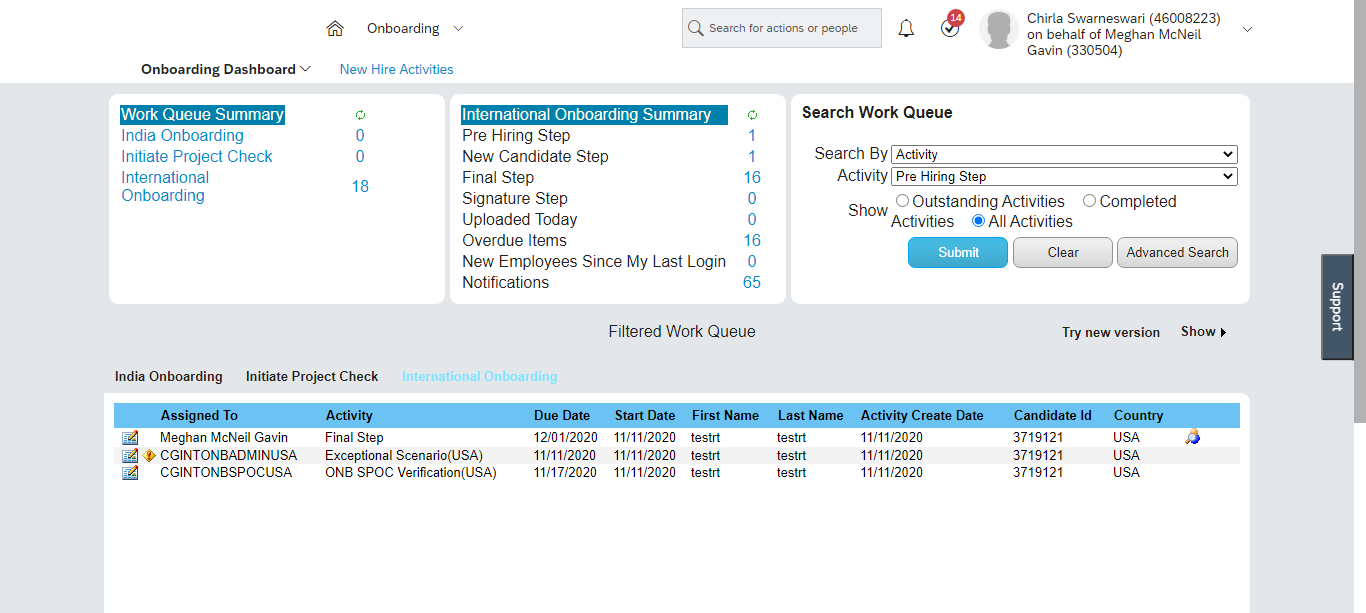 Onboarding
Search for actions or people
14
Chirla Swarneswari (46008223)
on behalf of Meghan McNeil
Gavin (330504)
Onboarding Dashboard
New Hire Activities
Work Queue Summary
India Onboarding 0
Initiate Project Check 0
International
Onboarding 18
International Onboarding Summary
Pre Hiring Step 1
New Candidate Step 1
Final Step 16
Signature Step 0
Uploaded Today 0
Overdue Items 16
New Employees Since My Last Login 0
Notifications 65
Search Work Queue
Search By Activity
Activity Pre Hiring Step
Show Outstanding Activities Completed
Activities All Activities
Submit Clear Advanced Search
Support
Filtered Work Queue
Try new version Show
India Onboarding Initiate Project Check International Onboarding
Assigned To Activity Due Date Start Date First Name Last Name Activity Create Date Candidate Id Country
Meghan McNeil Gavin Final Step 12/01/2020 11/11/2020 testrt testrt 11/11/2020 3719121 USA
CGINTONBADMINUSA Exceptional Scenario(USA) 11/11/2020 11/11/2020 testrt testrt 11/11/2020 3719121 USA
CGINTONBSPOCUSA ONB SPOC Verification(USA) 11/17/2020 11/11/2020 testrt testrt 11/11/2020 3719121 USA